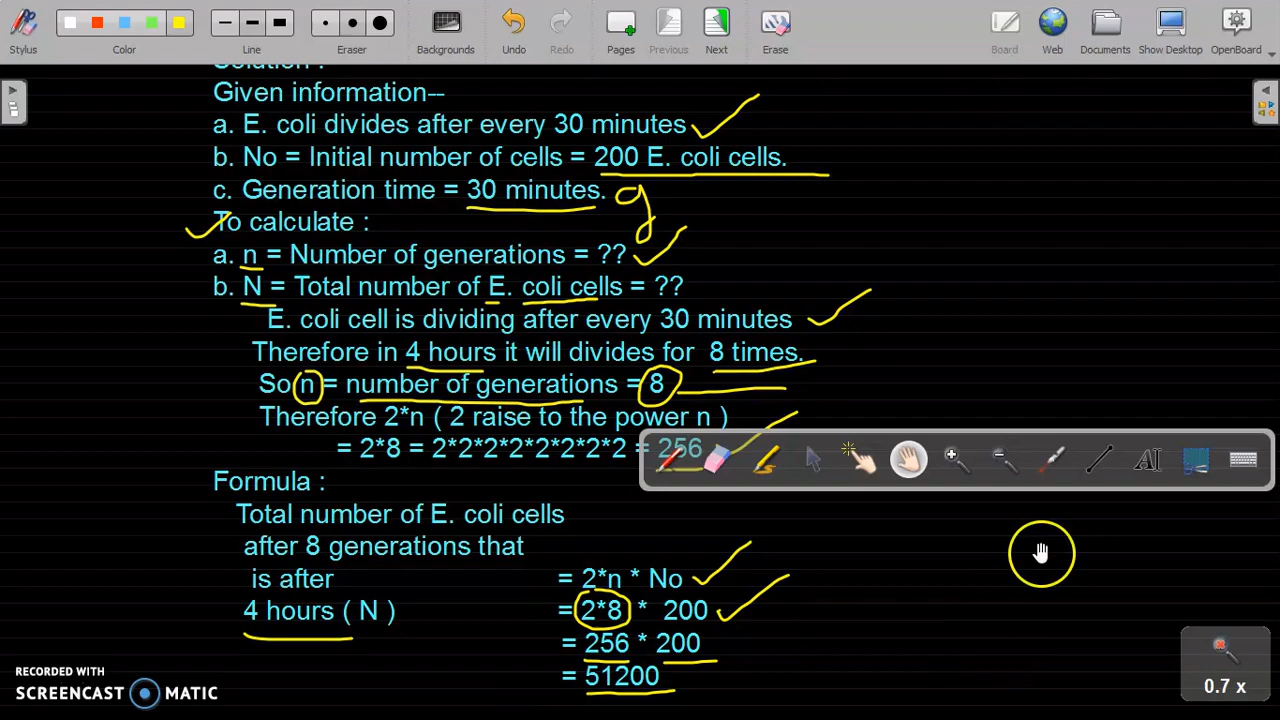 Stylus
Color
Line
Eraser
Backgrounds
Undo
Redo
Pages
Previous
Next
Erase
Board
Web
Documents
Show Desktop
OpenBoard
Solution :
Given information--
a. E. coli divides after every 30 minutes
b. No = Initial number of cells = 200 E. coli cells.
c. Generation time = 30 minutes. g
To calculate :
a. n = Number of generations = ??
b. N = Total number of E. coli cells = ??
E. coli cell is dividing after every 30 minutes
Therefore in 4 hours it will divides for 8 times.
So n = number of generations = 8
Therefore 2*n ( 2 raise to the power n )
= 2*8 = 2*2*2*2*2*2*2*2 = 256
Formula :
Total number of E. coli cells
after 8 generations that
is after = 2*n * No
4 hours ( N ) = 2*8 * 200
= 256 * 200
= 51200
AI
RECORDED WITH
SCREENCAST MATIC
0.7 x